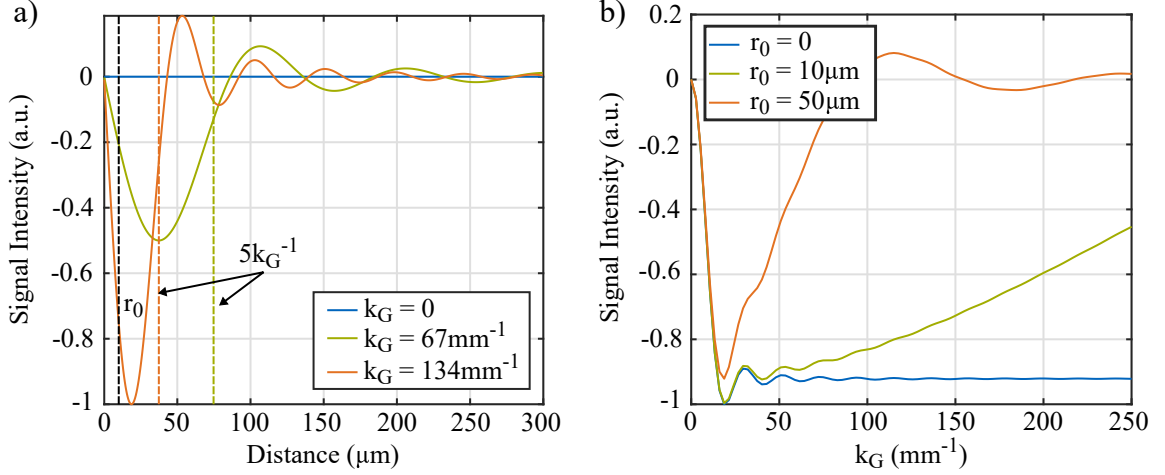 a)
Signal Intensity (a.u.)
0
-0.2
-0.4
-0.6
-0.8
-1
0 50 100 150 200 250 300
Distance (μm)
r0
5kG-1
kG = 0
kG = 67mm-1
kG = 134mm-1
b)
Signal Intensity (a.u.)
0.2
0
-0.2
-0.4
-0.6
-0.8
-1
0 50 100 150 200 250
kG (mm-1)
r0 = 0
r0 = 10μm
r0 = 50μm